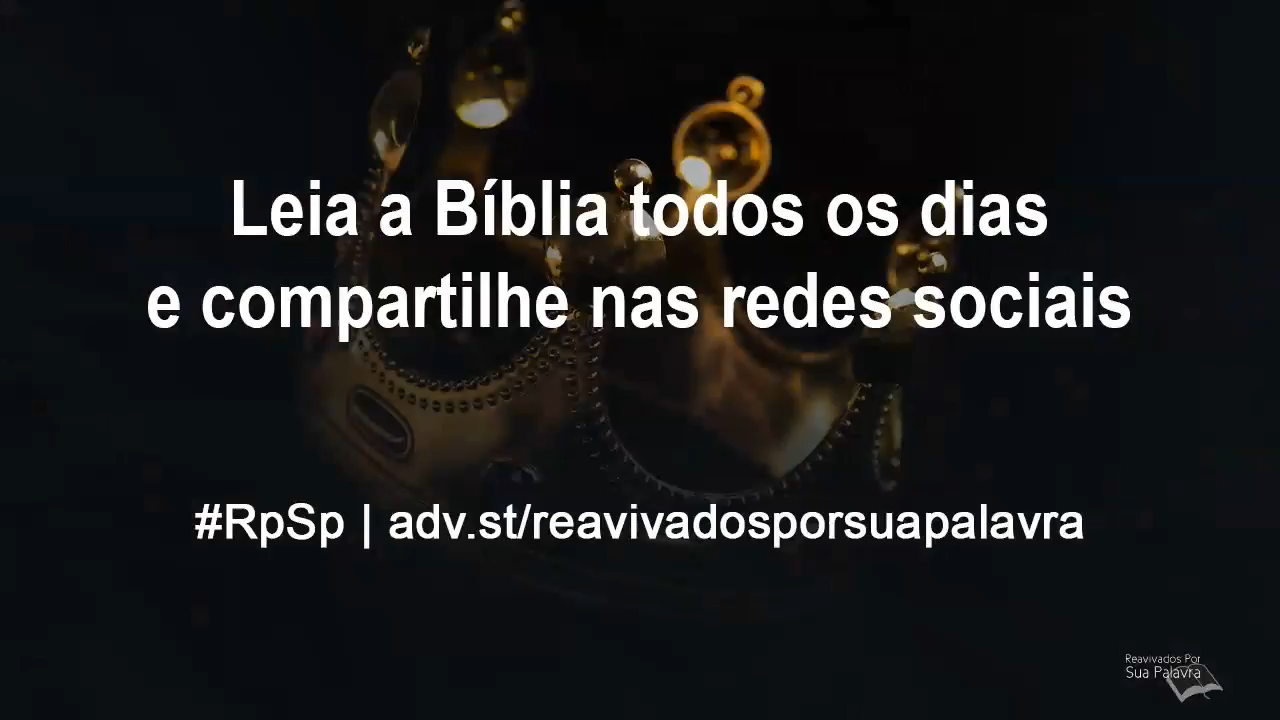 Leia a Bíblia todos os dias
e compartilhe nas redes sociais
#RpSp | adv.st/reavivadosporsuapalavra
Reavivados Por
Sua Palavra